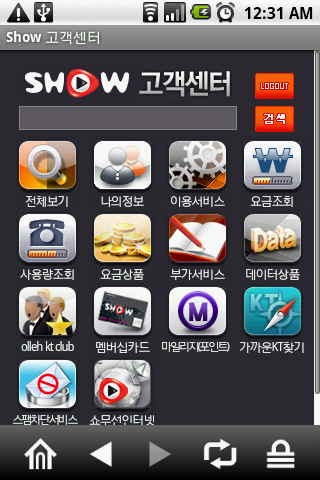 12:31 AM
Show 고객센터
SHOW 고객센터
LOGOUT
검색
전체보기 나의정보 이용서비스 요금조회
사용량조회 요금상품 부가서비스 데이터상품
Data
SHOW KT
olleh kt club 멤버십카드 마일리지(포인트) 가까운KT찾기
M
스팸차단서비스 쇼무선인터넷